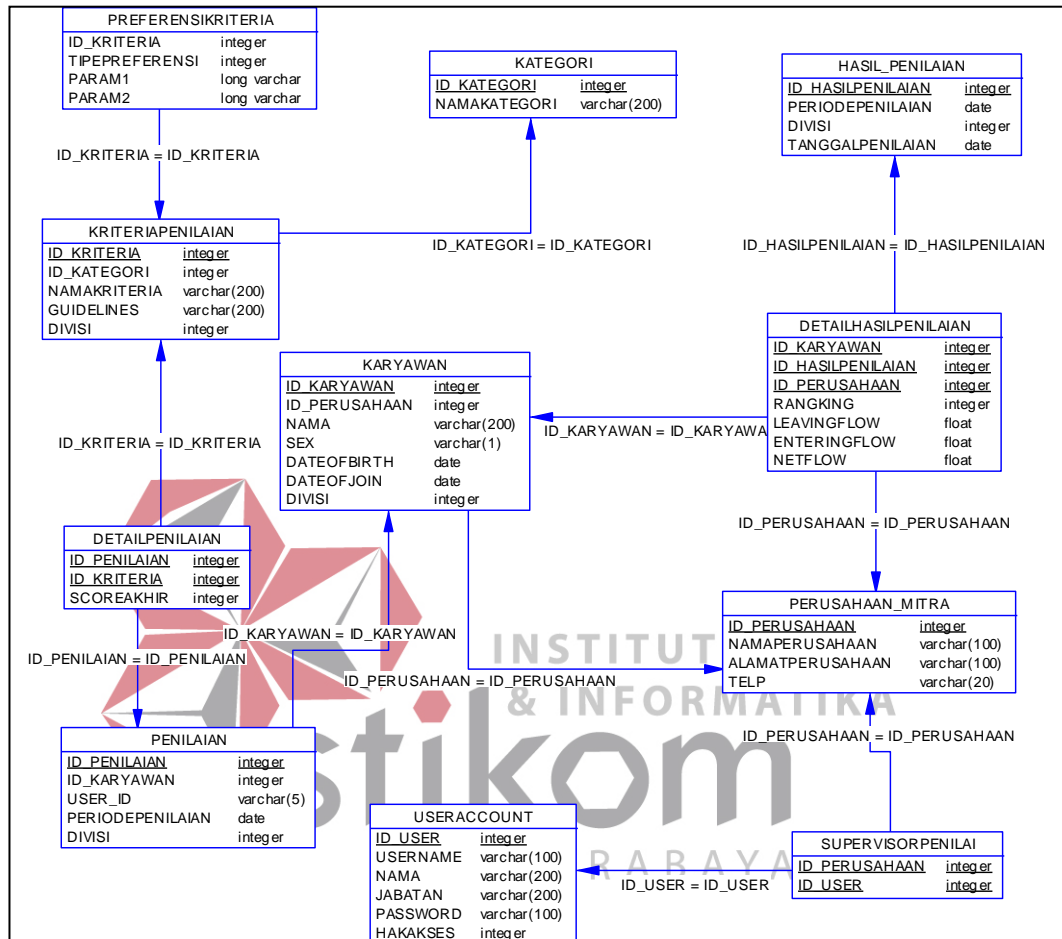 PREFERENSIKRITERIA
ID_KRITERIA integer
TIPEPREFERENSI integer
PARAM1 long varchar
PARAM2 long varchar
KATEGORI
ID_KATEGORI integer
NAMAKATEGORI varchar(200)
HASIL_PENILAIAN
ID_HASILPENILAIAN integer
PERIODEPENILAIAN date
DIVISI integer
TANGGALPENILAIAN date
ID_KRITERIA = ID_KRITERIA
ID_KATEGORI = ID_KATEGORI
ID_HASILPENILAIAN = ID_HASILPENILAIAN
KRITERIAPENILAIAN
ID_KRITERIA integer
ID_KATEGORI integer
NAMAKRITERIA varchar(200)
GUIDELINES varchar(200)
DIVISI integer
KARYAWAN
ID_KARYAWAN integer
ID_PERUSAHAAN integer
NAMA varchar(200)
SEX varchar(1)
DATEOFBIRTH date
DATEOFJOIN date
DIVISI integer
DETAILHASILPENILAIAN
ID_KARYAWAN integer
ID_HASILPENILAIAN integer
ID_PERUSAHAAN integer
RANGKING integer
LEAVINGFLOW float
ENTERINGFLOW float
NETFLOW float
ID_KRITERIA = ID_KRITERIA
ID_KARYAWAN = ID_KARYAWA
ID_PERUSAHAAN = ID_PERUSAHAAN
DETAILPENILAIAN
ID_PENILAIAN integer
ID_KRITERIA integer
SCOREAKHIR integer
PERUSAHAAN_MITRA
ID_PERUSAHAAN integer
NAMAPERUSAHAAN varchar(100)
ALAMATPERUSAHAAN varchar(100)
TELP varchar(20)
ID_KARYAWAN = ID_KARYAWAN
ID_PENILAIAN = ID_PENILAIAN
ID_PERUSAHAAN = ID_PERUSAHAAN
INSTITUT
& INFORMATIKA
stikom
SURABAYA
ID_PERUSAHAAN = ID_PERUSAHAAN
PENILAIAN
ID_PENILAIAN integer
ID_KARYAWAN integer
USER_ID varchar(5)
PERIODEPENILAIAN date
DIVISI integer
USERACCOUNT
ID_USER integer
USERNAME varchar(100)
NAMA varchar(200)
JABATAN varchar(200)
PASSWORD varchar(100)
HAKAKSES integer
ID_USER = ID_USER
SUPERVISORPENILAI
ID_PERUSAHAAN integer
ID_USER integer